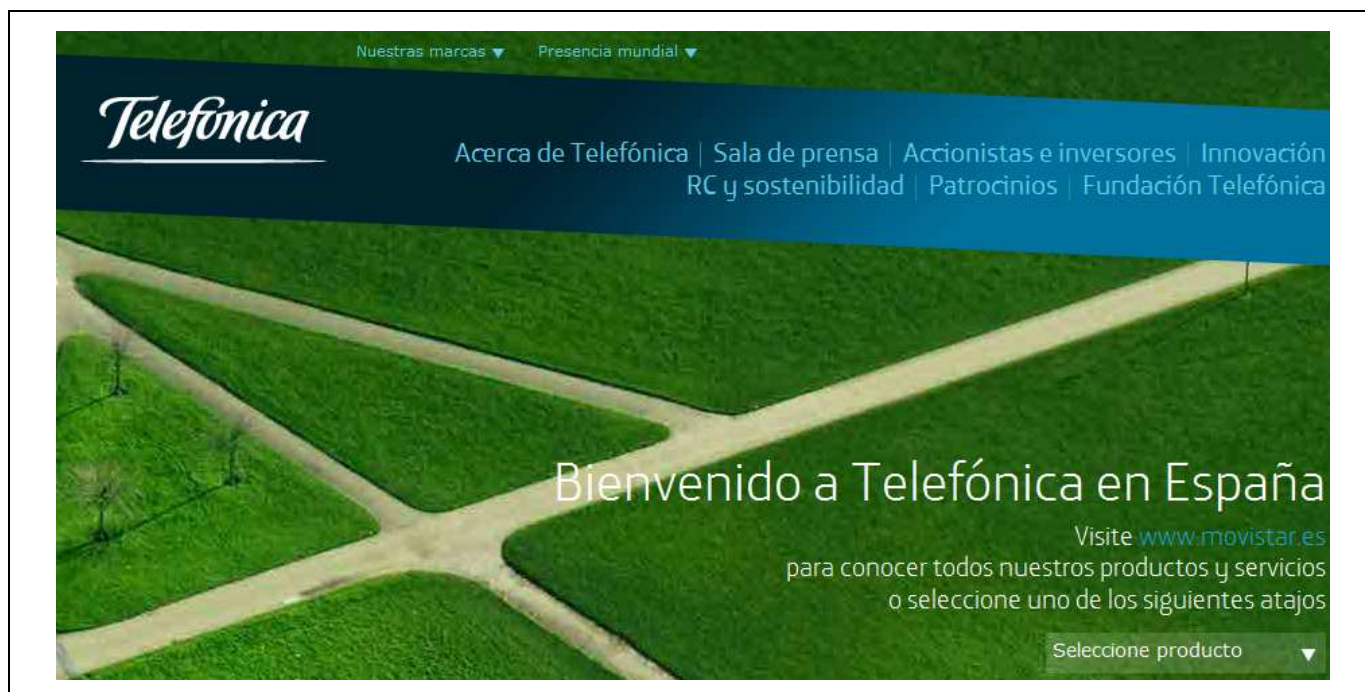 Nuestras marcas ▼ Presencia mundial ▼
Telefónica
Acerca de Telefónica | Sala de prensa | Accionistas e inversores | Innovación
RC y sostenibilidad | Patrocinios | Fundación Telefónica
Bienvenido a Telefónica en España
Visite www.movistar.es
para conocer todos nuestros productos y servicios
o seleccione uno de los siguientes atajos
Seleccione producto ▼